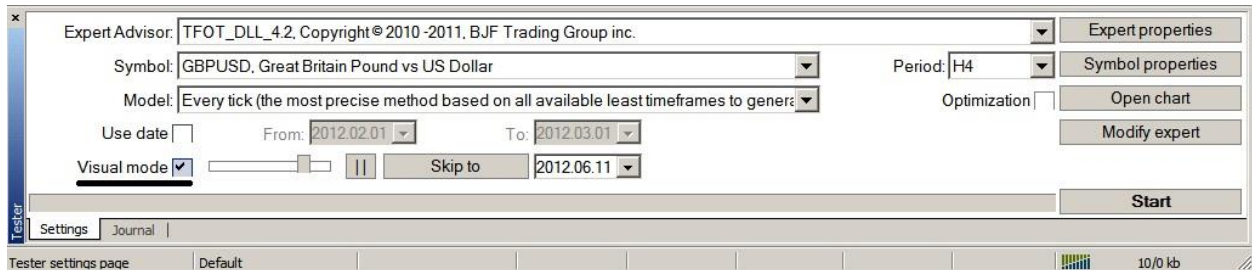 Expert Advisor: TFOT_DLL_4.2, Copyright © 2010 -2011, BJF Trading Group inc. Expert properties
Symbol: GBPUSD, Great Britain Pound vs US Dollar Period: H4 Symbol properties
Model: Every tick (the most precise method based on all available least timeframes to genera Optimization Open chart
Use date From: 2012.02.01 To: 2012.03.01 Modify expert
Visual mode || Skip to 2012.06.11
Start
Tester
Settings Journal
Tester settings page Default 10/0 kb